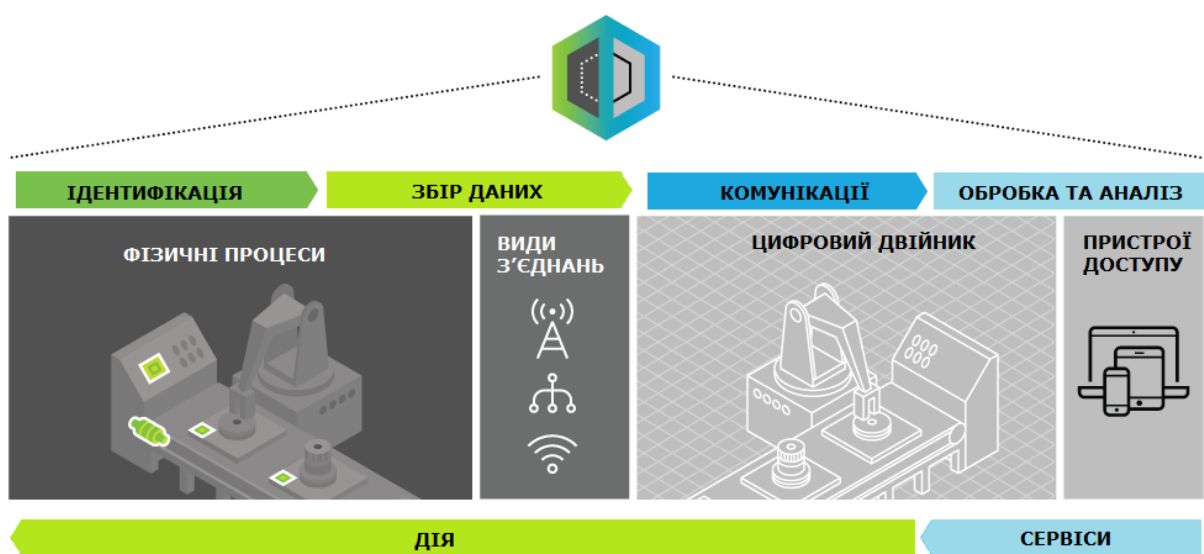 ІДЕНТИФІКАЦІЯ
ЗБІР ДАНИХ
КОМУНІКАЦІЇ
ОБРОБКА ТА АНАЛІЗ
ФІЗИЧНІ ПРОЦЕСИ
ВИДИ
З’ЄДНАНЬ
ЦИФРОВИЙ ДВІЙНИК
ПРИСТРОЇ
ДОСТУПУ
ДІЯ
СЕРВІСИ